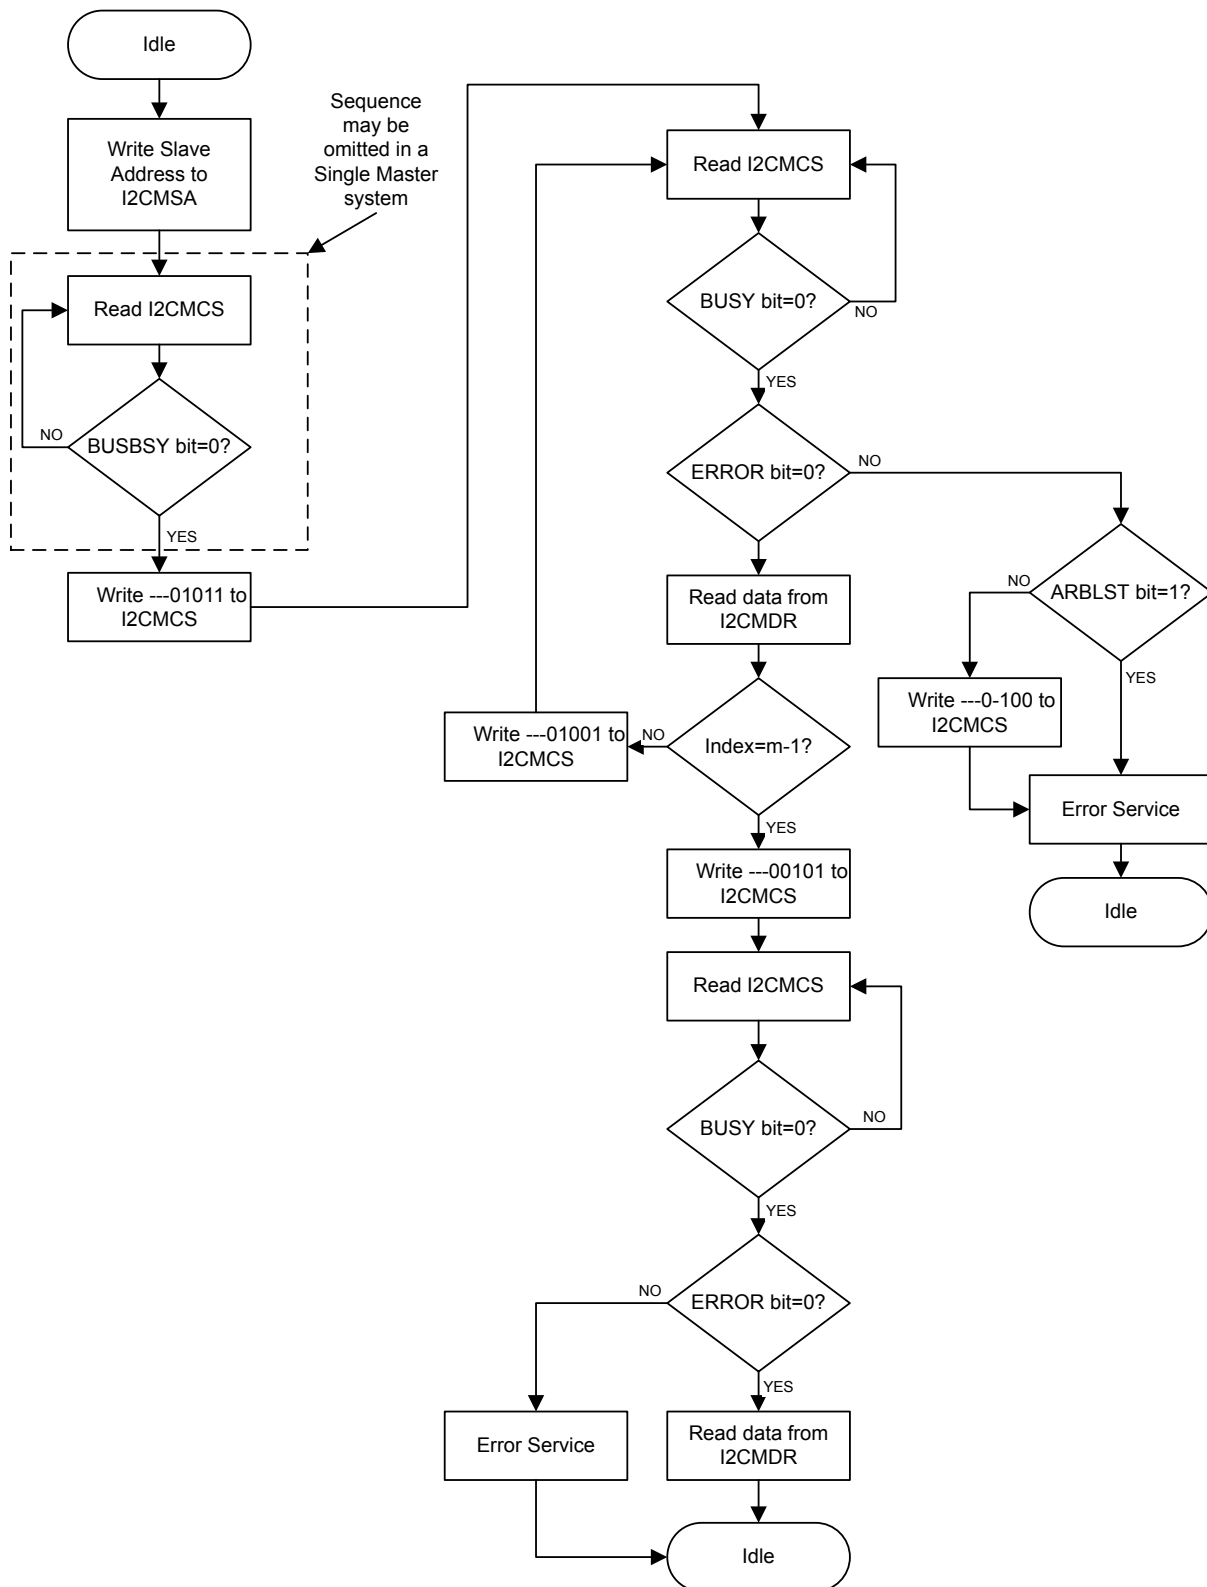 Idle
Write Slave
Address to
I2CMSA
Sequence
may be
omitted in a
Single Master
system
Read I2CMCS
BUSBSY bit=0?
NO
YES
Write ---01011 to
I2CMCS
Read I2CMCS
BUSY bit=0?
NO
YES
ERROR bit=0?
NO
ARBLST bit=1?
NO
YES
Write ---0-100 to
I2CMCS
Error Service
Idle
Read data from
I2CMDR
Index=m-1?
NO
Write ---01001 to
I2CMCS
YES
Write ---00101 to
I2CMCS
Read I2CMCS
BUSY bit=0?
NO
YES
ERROR bit=0?
NO
YES
Error Service
Read data from
I2CMDR
Idle